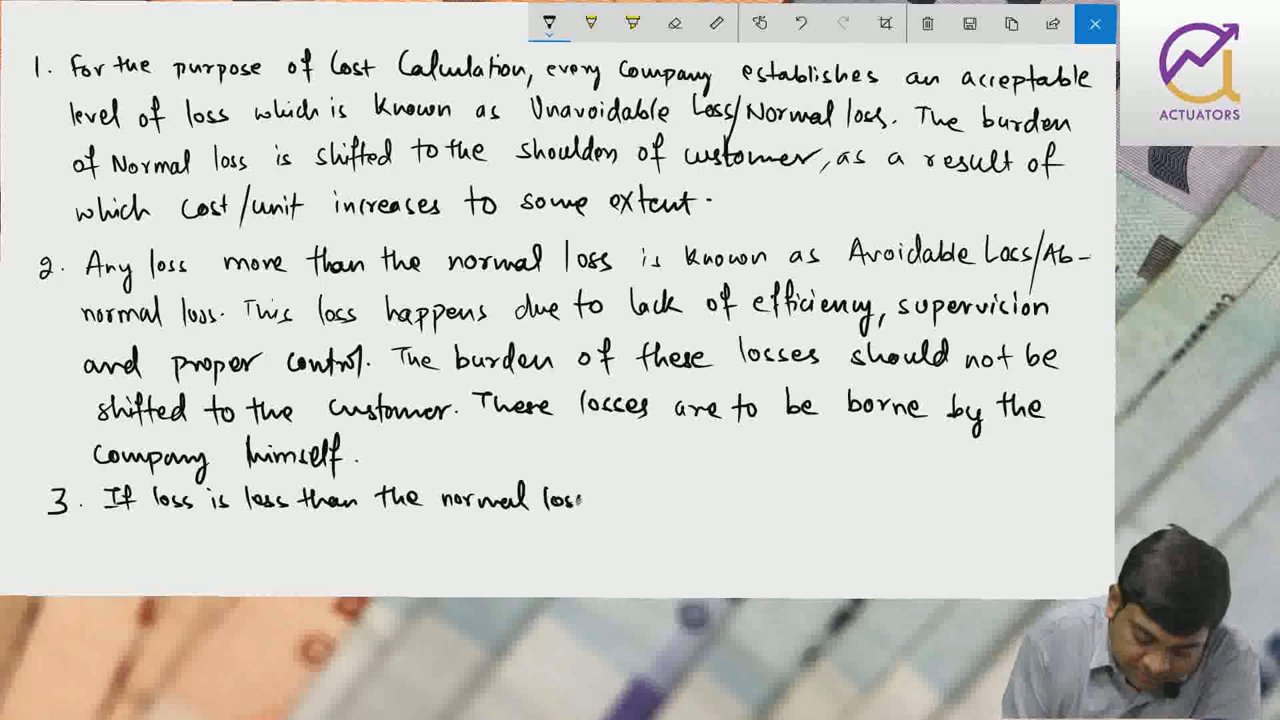 ACTUATORS
1. For the purpose of Cost Calculation, every Company establishes an acceptable
level of loss which is known as Unavoidable Loss/Normal loss. The burden
of Normal loss is shifted to the shoulder of customer, as a result of
which cost/unit increases to some extent.
2. Any loss more than the normal loss is known as Avoidable Loss/Ab-
normal loss. This loss happens due to lack of efficiency, supervision
and proper control. The burden of these losses should not be
shifted to the customer. These losses are to be borne by the
company himself.
3. If loss is less than the normal los